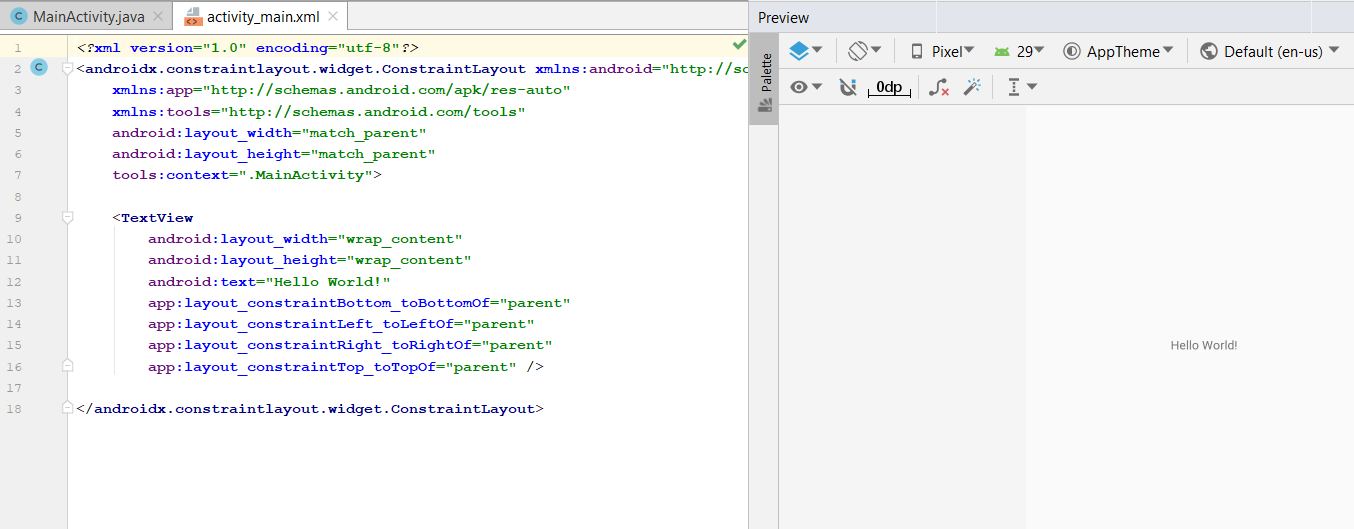 MainActivity.java
activity_main.xml
Preview
1 <?xml version="1.0" encoding="utf-8"?>
2 <androidx.constraintlayout.widget.ConstraintLayout xmlns:android="http://sc
3 xmlns:app="http://schemas.android.com/apk/res-auto"
4 xmlns:tools="http://schemas.android.com/tools"
5 android:layout_width="match_parent"
6 android:layout_height="match_parent"
7 tools:context=".MainActivity">
8
9 <TextView
10 android:layout_width="wrap_content"
11 android:layout_height="wrap_content"
12 android:text="Hello World!"
13 app:layout_constraintBottom_toBottomOf="parent"
14 app:layout_constraintLeft_toLeftOf="parent"
15 app:layout_constraintRight_toRightOf="parent"
16 app:layout_constraintTop_toTopOf="parent" />
17
18 </androidx.constraintlayout.widget.ConstraintLayout>
Palette
Pixel 29 AppTheme Default (en-us)
0dp
Hello World!